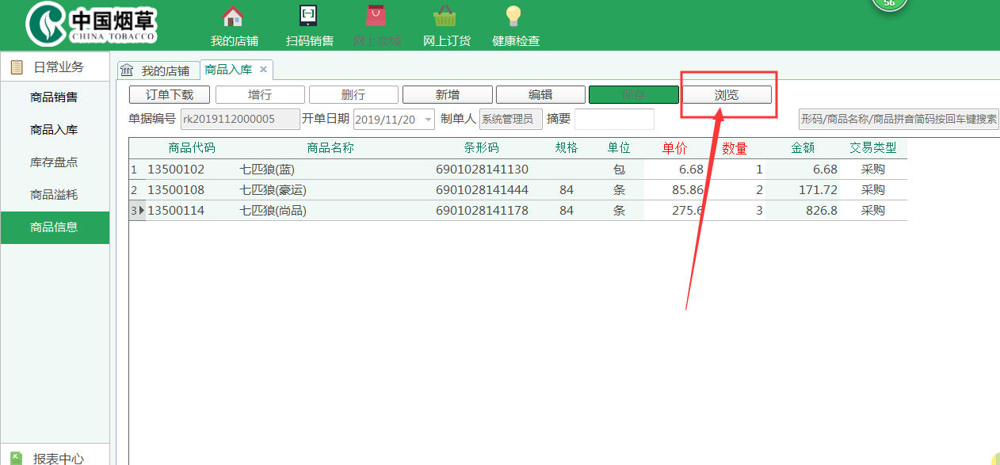 中国烟草
CHINA TOBACCO
我的店铺 扫码销售 网上商城 网上订货 健康检查
56
日常业务
商品销售
商品入库
库存盘点
商品溢耗
商品信息
报表中心
我的店铺 商品入库 ×
订单下载 增行 删行 新增 编辑 保存 浏览
单据编号 rk2019112000005 开单日期 2019/11/20 制单人 系统管理员 摘要 形码/商品名称/商品拼音简码按回车键搜索
商品代码 商品名称 条形码 规格 单位 单价 数量 金额 交易类型
1 13500102 七匹狼(蓝) 6901028141130 包 6.68 1 6.68 采购
2 13500108 七匹狼(豪运) 6901028141444 84 条 85.86 2 171.72 采购
3 13500114 七匹狼(尚品) 6901028141178 84 条 275.6 3 826.8 采购